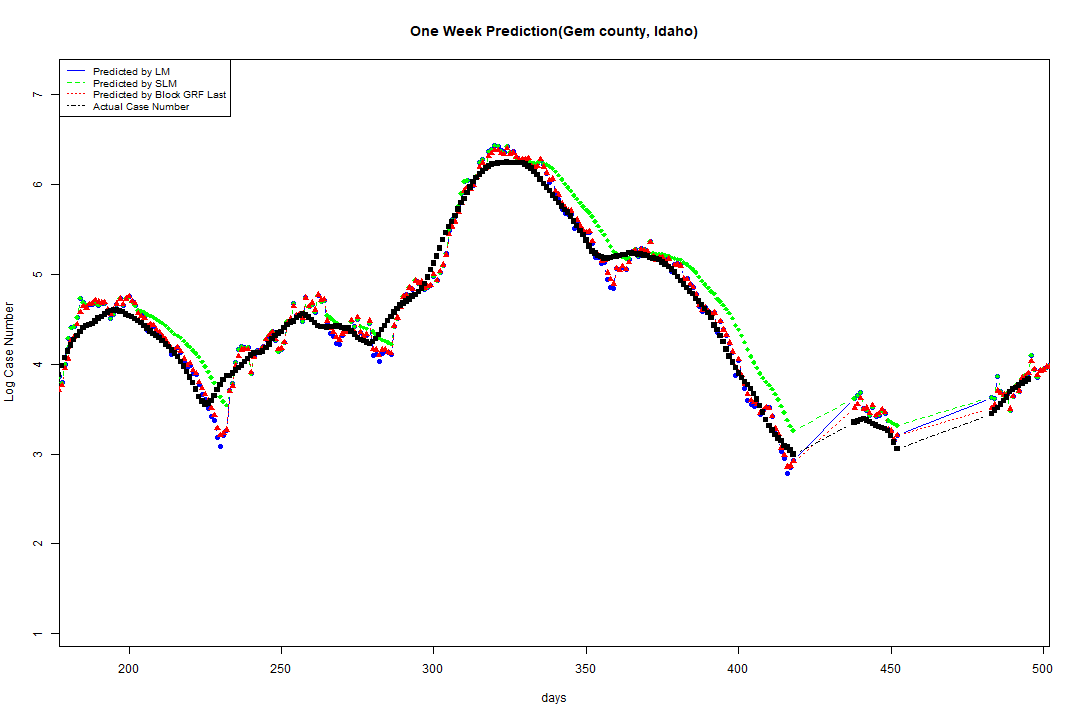 One Week Prediction(Gem county, Idaho)
Predicted by LM
Predicted by SLM
Predicted by Block GRF Last
Actual Case Number
Log Case Number
7
6
5
4
3
2
1
200 250 300 350 400 450 500
days